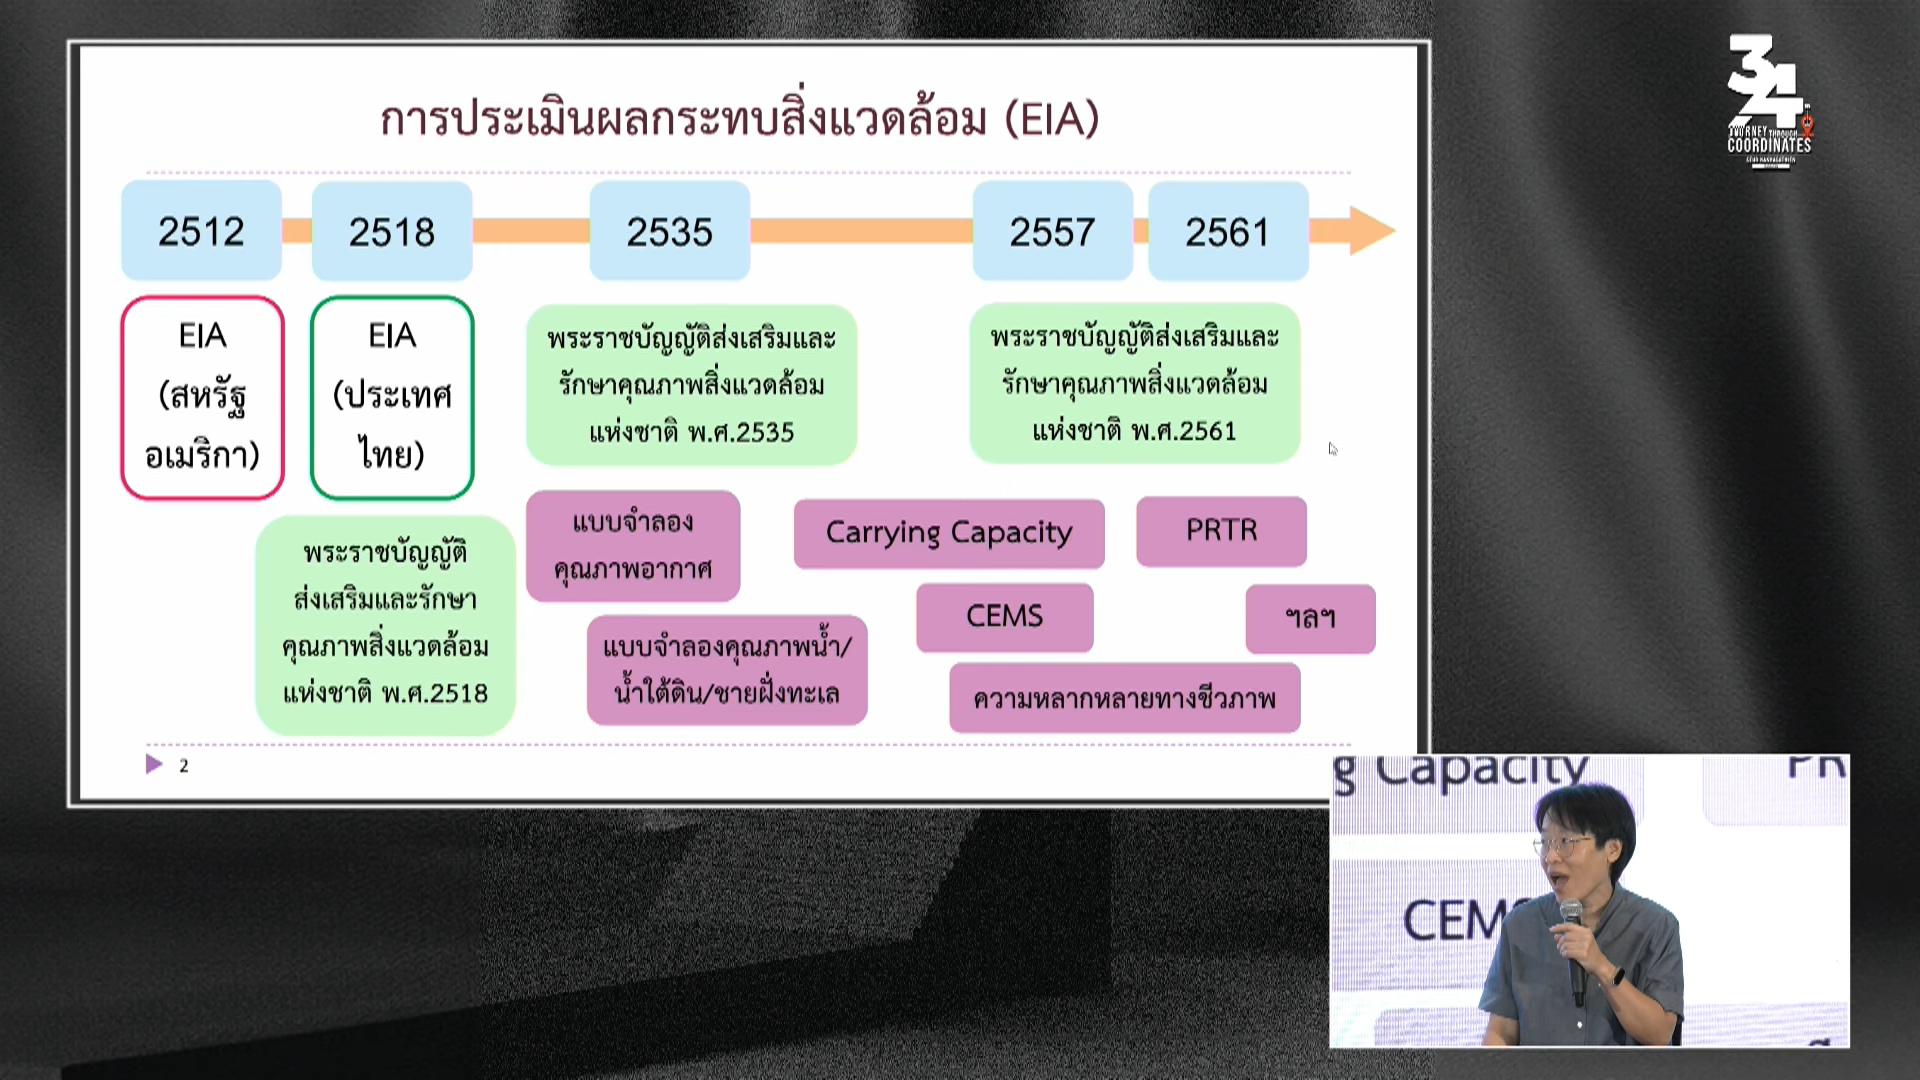 การประเมินผลกระทบสิ่งแวดล้อม (EIA)
2512
2518
2535
2557
2561
EIA
(สหรัฐ
อเมริกา)
EIA
(ประเทศ
ไทย)
พระราชบัญญัติส่งเสริมและ
รักษาคุณภาพสิ่งแวดล้อม
แห่งชาติ พ.ศ.2535
พระราชบัญญัติส่งเสริมและ
รักษาคุณภาพสิ่งแวดล้อม
แห่งชาติ พ.ศ.2561
พระราชบัญญัติ
ส่งเสริมและรักษา
คุณภาพสิ่งแวดล้อม
แห่งชาติ พ.ศ.2518
แบบจำลอง
คุณภาพอากาศ
แบบจำลองคุณภาพน้ำ/
น้ำใต้ดิน/ชายฝั่งทะเล
Carrying Capacity
PRTR
CEMS
ฯลฯ
ความหลากหลายทางชีวภาพ
2
34
JOURNEY THROUGH
COORDINATES
g Capacity
PR
CEMS